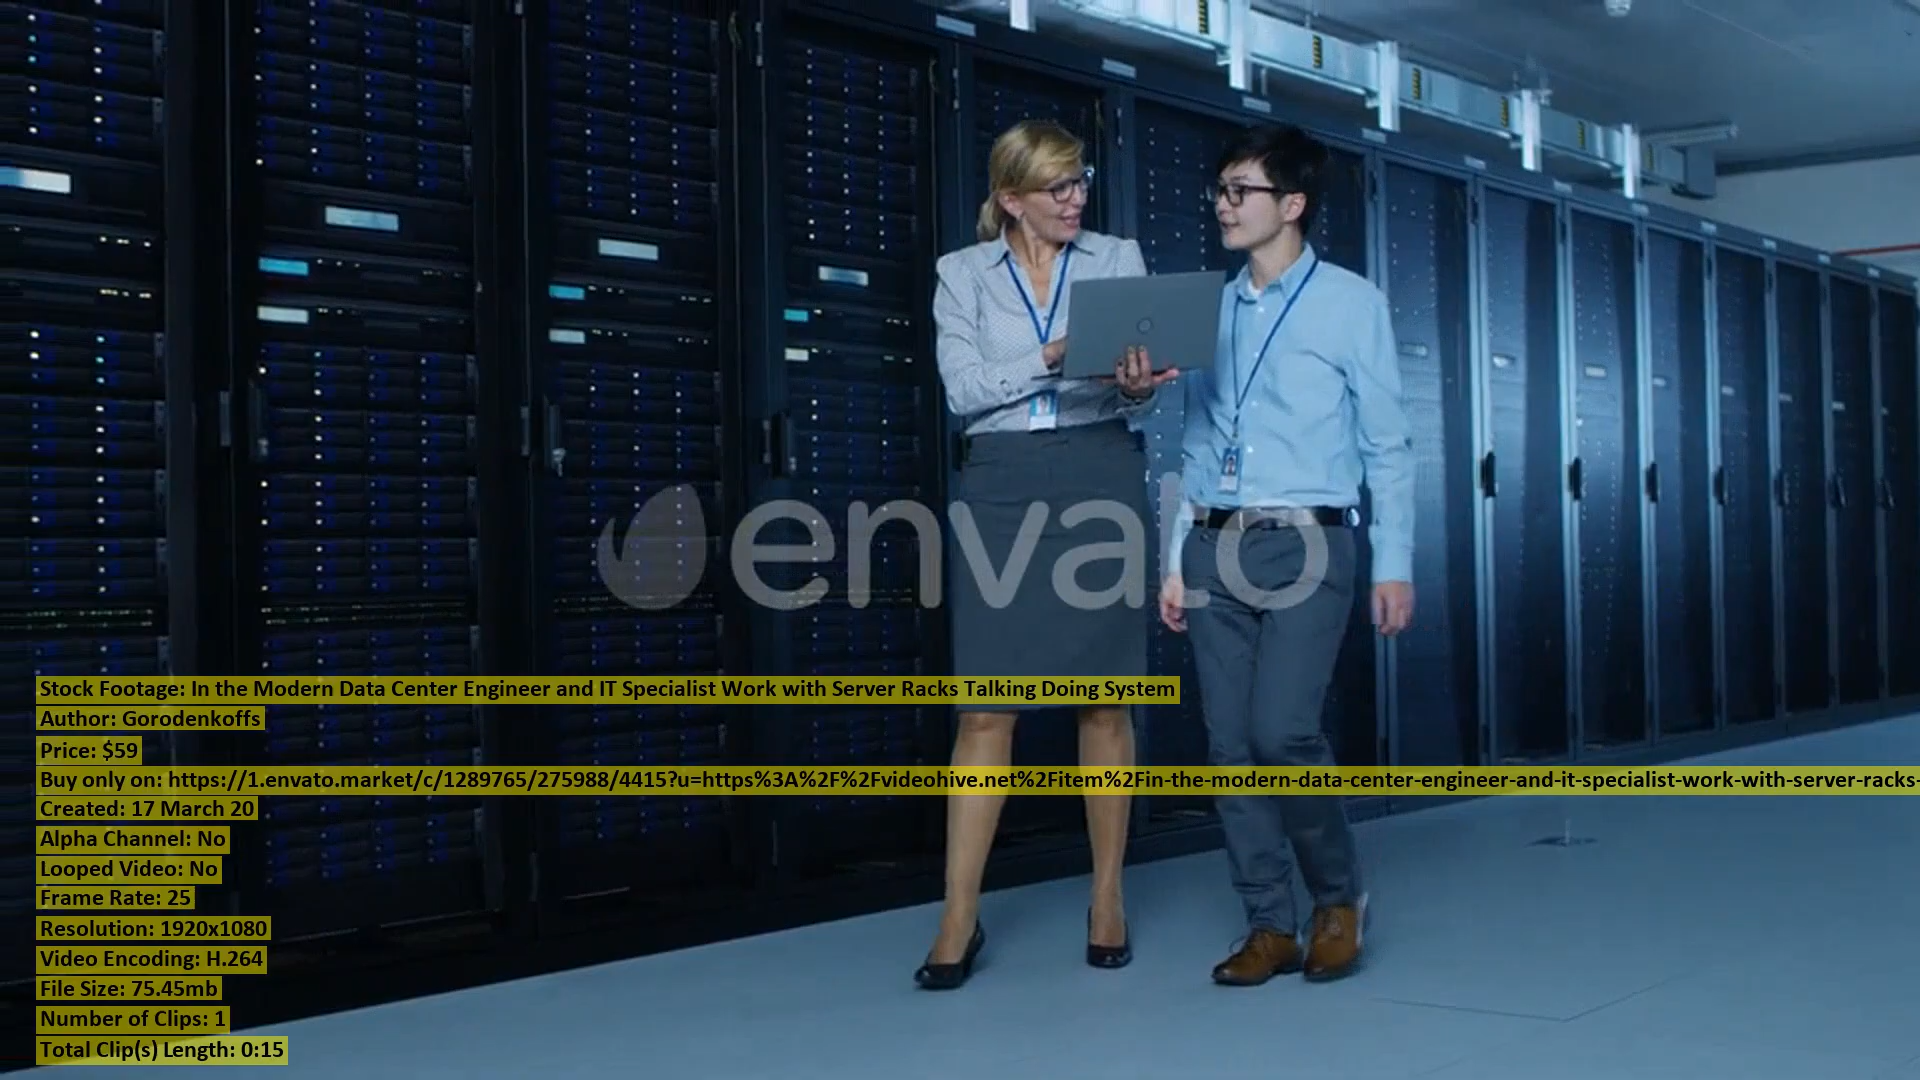 envato
Stock Footage: In the Modern Data Center Engineer and IT Specialist Work with Server Racks Talking Doing System
Author: Gorodenkoffs
Price: $59
Buy only on: https://1.envato.market/c/1289765/275988/4415?u=https%3A%2F%2Fvideohive.net%2Fitem%2Fin-the-modern-data-center-engineer-and-it-specialist-work-with-server-racks-
Created: 17 March 20
Alpha Channel: No
Looped Video: No
Frame Rate: 25
Resolution: 1920x1080
Video Encoding: H.264
File Size: 75.45mb
Number of Clips: 1
Total Clip(s) Length: 0:15